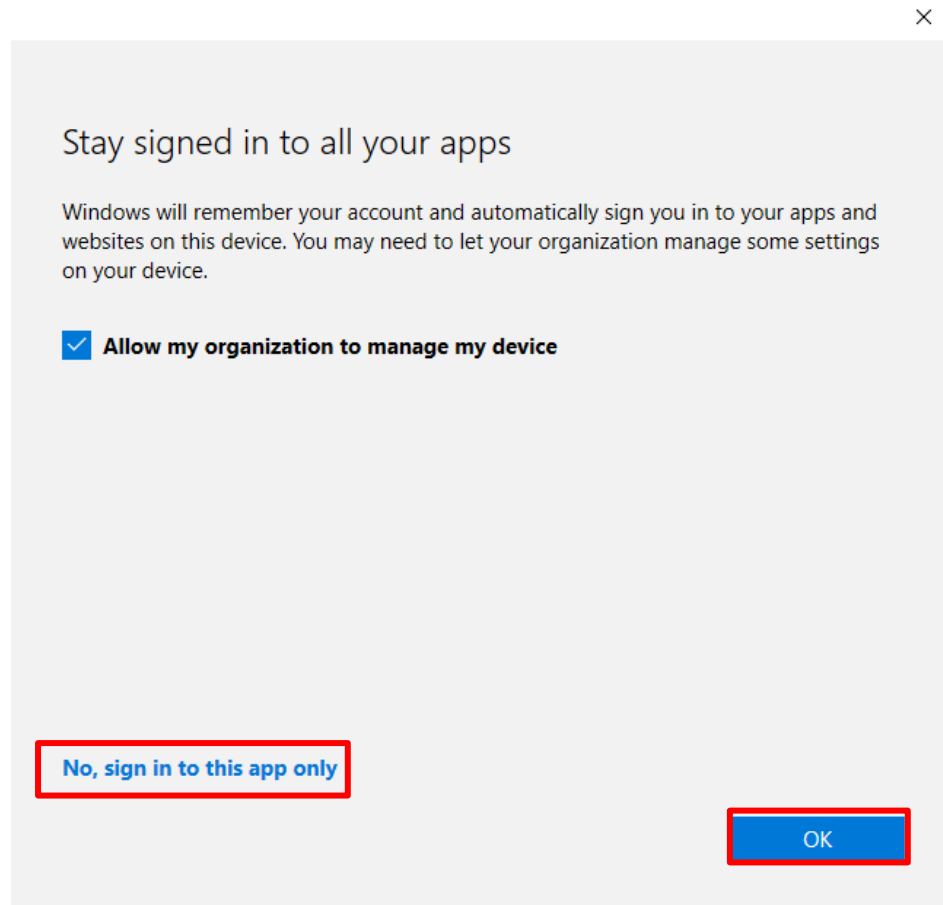 Stay signed in to all your apps
Windows will remember your account and automatically sign you in to your apps and
websites on this device. You may need to let your organization manage some settings
on your device.
Allow my organization to manage my device
No, sign in to this app only
OK